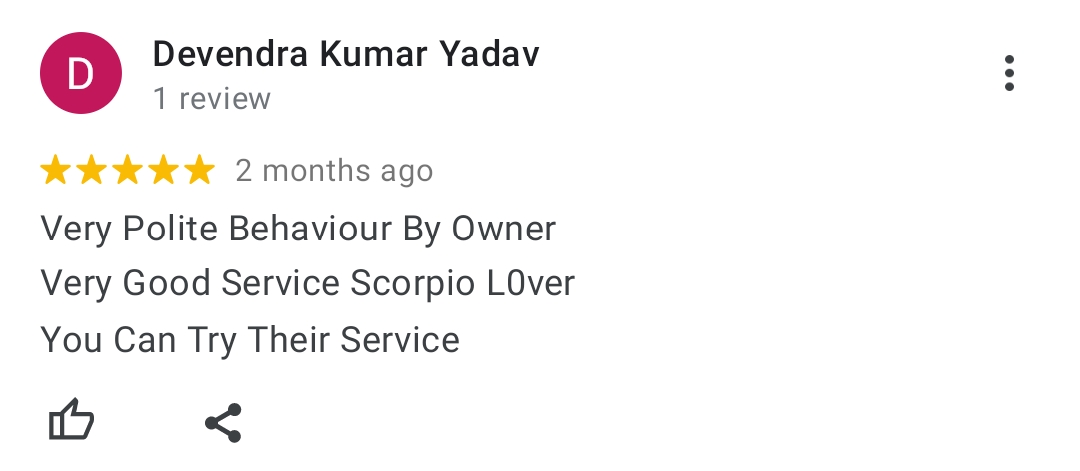 D
Devendra Kumar Yadav
1 review
2 months ago
Very Polite Behaviour By Owner
Very Good Service Scorpio L0ver
You Can Try Their Service